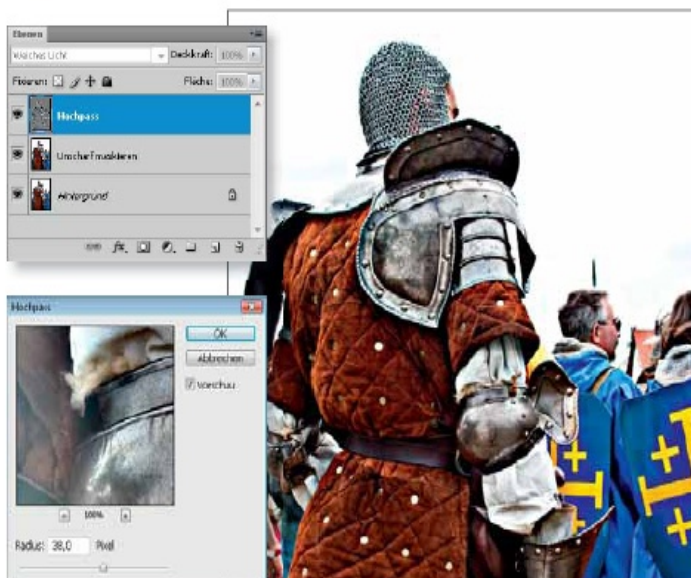 Ebenen
Weiches Licht
Deckkraft: 100%
Fixieren:
Fläche: 100%
Hochpass
Unscharf maskieren
Hintergrund
fx.
Hochpass
OK
Abbrechen
Vorschau
100%
Radius: 38,0 Pixel